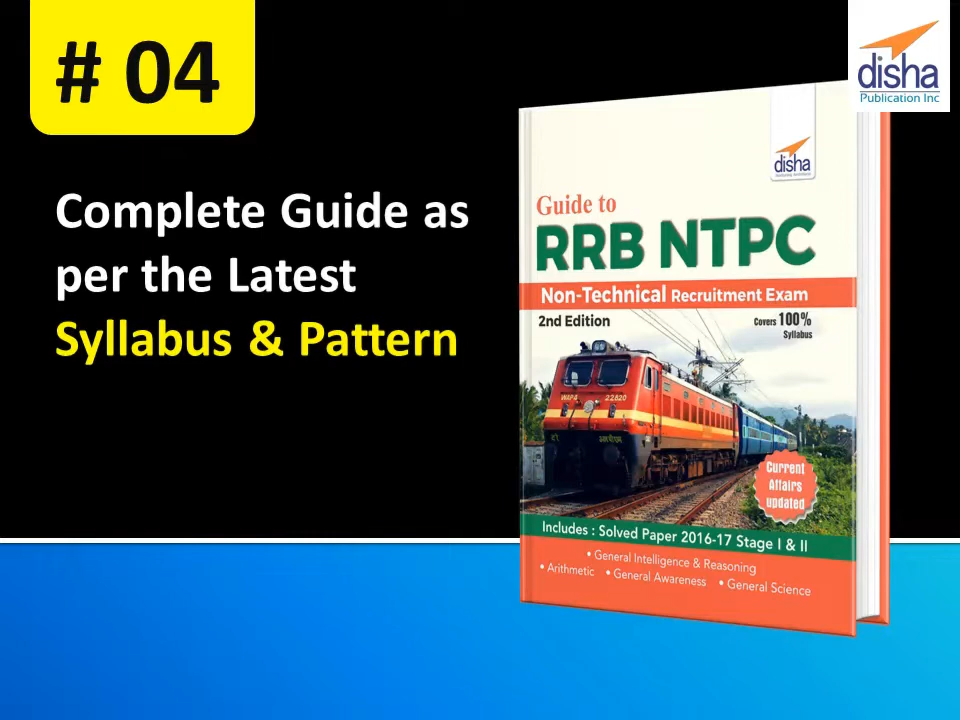 # 04
disha
Publication Inc
Complete Guide as
per the Latest
Syllabus & Pattern
disha
Guide to
RRB NTPC
Non-Technical Recruitment Exam
2nd Edition
Covers 100%
Syllabus
WAP4 22820
Current
Affairs
updated
Includes : Solved Paper 2016-17 Stage I & II
• General Intelligence & Reasoning
• Arithmetic • General Awareness • General Science